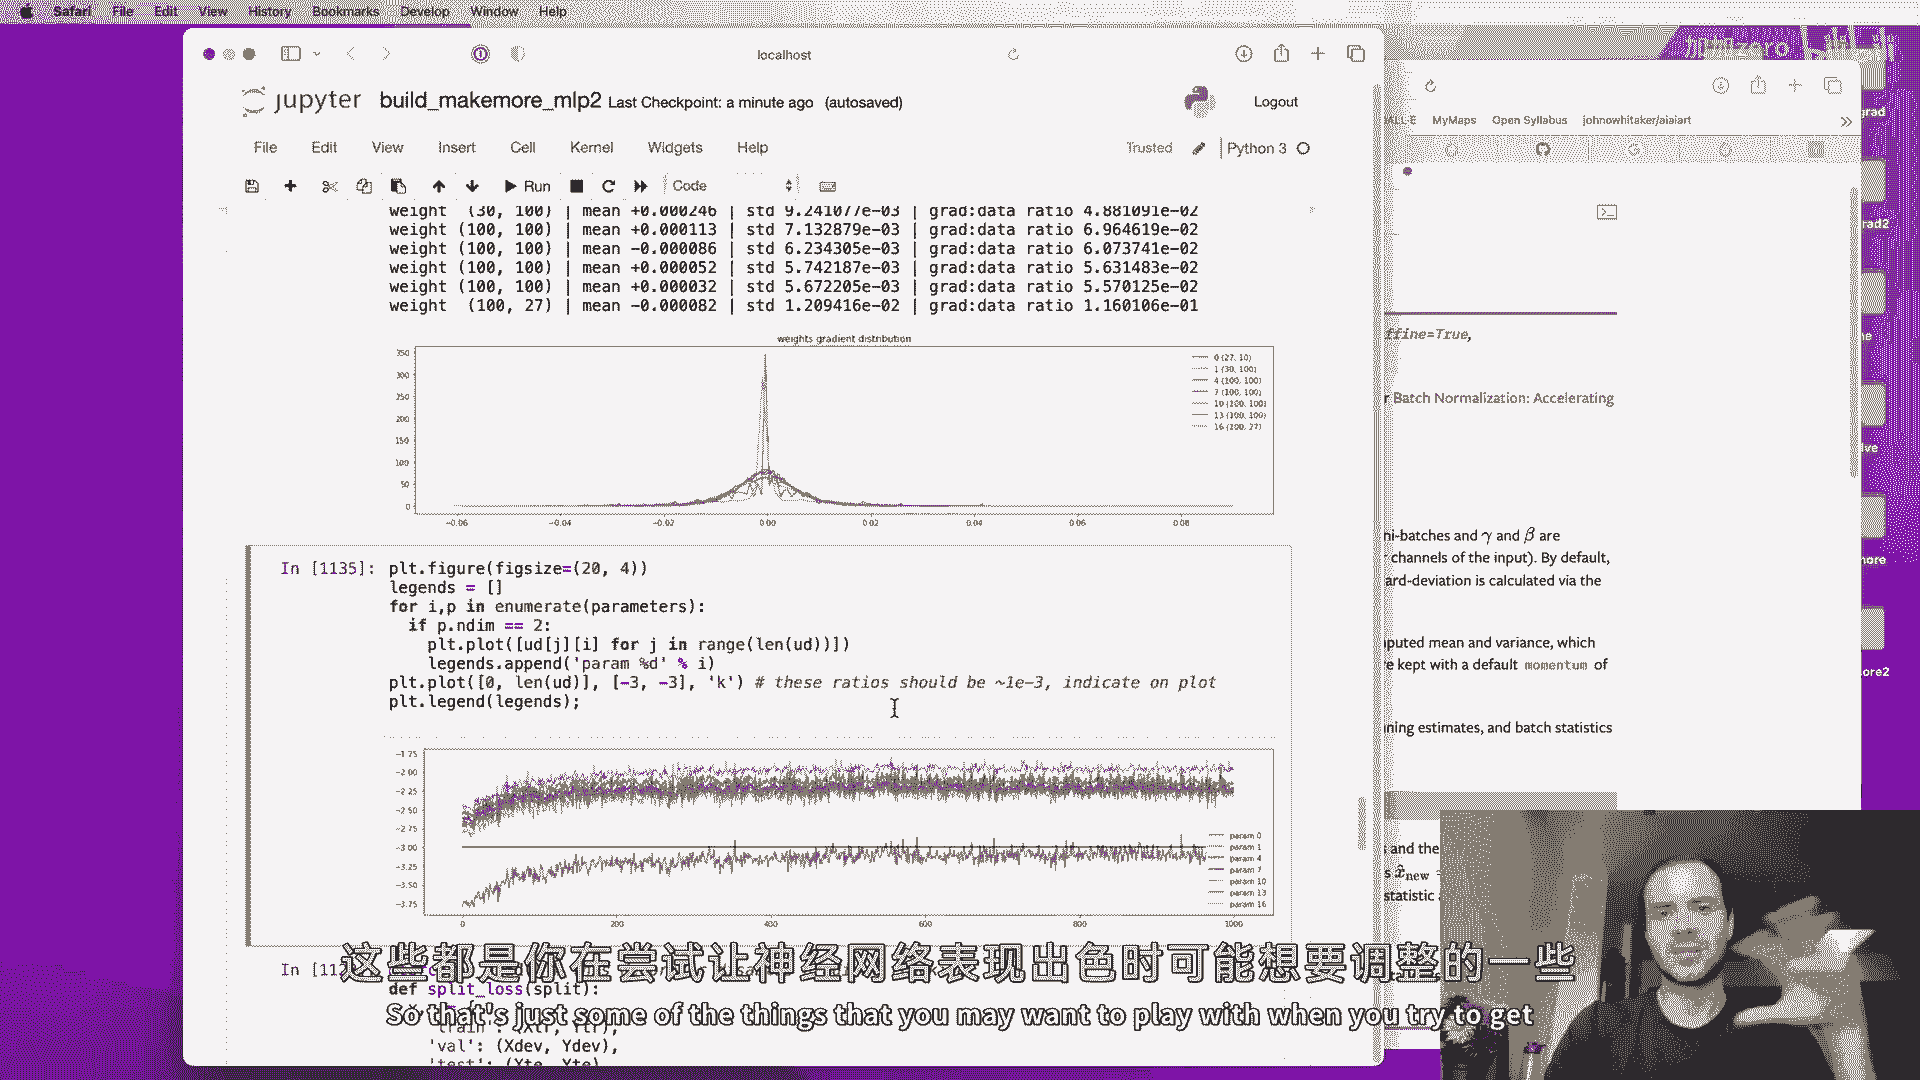 Safari File Edit View History Bookmarks Develop Window Help
localhost
jupyter build_makemore_mlp2 Last Checkpoint: a minute ago (autosaved)
Logout
File Edit View Insert Cell Kernel Widgets Help
Trusted
Python 3
Run
Code
weight (30, 100) | mean +0.000246 | std 9.241077e-03 | grad:data ratio 4.881091e-02
weight (100, 100) | mean +0.000113 | std 7.132879e-03 | grad:data ratio 6.964619e-02
weight (100, 100) | mean -0.000086 | std 6.234305e-03 | grad:data ratio 6.073741e-02
weight (100, 100) | mean +0.000052 | std 5.742187e-03 | grad:data ratio 5.631483e-02
weight (100, 100) | mean +0.000032 | std 5.672205e-03 | grad:data ratio 5.570125e-02
weight (100, 27) | mean -0.000082 | std 1.209416e-02 | grad:data ratio 1.160106e-01
weights gradient distribution
350
300
250
200
150
100
50
0
0 (27, 10)
1 (30, 100)
4 (100, 100)
7 (100, 100)
10 (100, 100)
13 (100, 100)
16 (100, 27)
-0.06 -0.04 -0.02 0.00 0.02 0.04 0.06 0.08
In [1135]: plt.figure(figsize=(20, 4))
legends = []
for i,p in enumerate(parameters):
if p.ndim == 2:
plt.plot([ud[j][i] for j in range(len(ud))])
legends.append('param %d' % i)
plt.plot([0, len(ud)], [-3, -3], 'k') # these ratios should be ~1e-3, indicate on plot
plt.legend(legends);
-1.75
-2.00
-2.25
-2.50
-2.75
-3.00
-3.25
-3.50
-3.75
param 0
param 1
param 4
param 7
param 10
param 13
param 16
0 200 400 600 800 1000
def split_loss(split):
'val': (Xdev, Ydev),
MyMaps Open Syllabus johnowhitaker/aiaiart
ffine=True,
r Batch Normalization: Accelerating
ni-batches and γ and β are
channels of the input). By default,
ard-deviation is calculated via the
nputed mean and variance, which
e kept with a default momentum of
ning estimates, and batch statistics
s and the
statistic
这些都是你在尝试让神经网络表现出色时可能想要调整的一些
So that's just some of the things that you may want to play with when you try to get